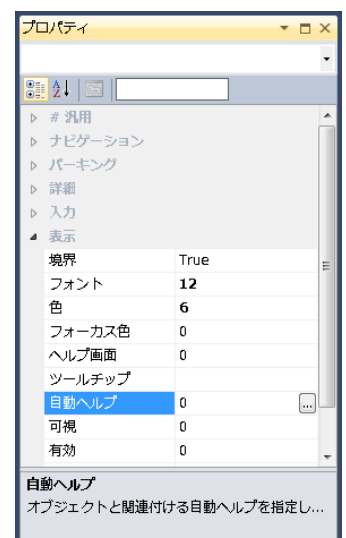 プロパティ
# 汎用
ナビゲーション
パーキング
詳細
入力
表示
境界 True
フォント 12
色 6
フォーカス色 0
ヘルプ画面 0
ツールチップ
自動ヘルプ 0 ...
可視 0
有効 0
自動ヘルプ
オブジェクトと関連付ける自動ヘルプを指定し...